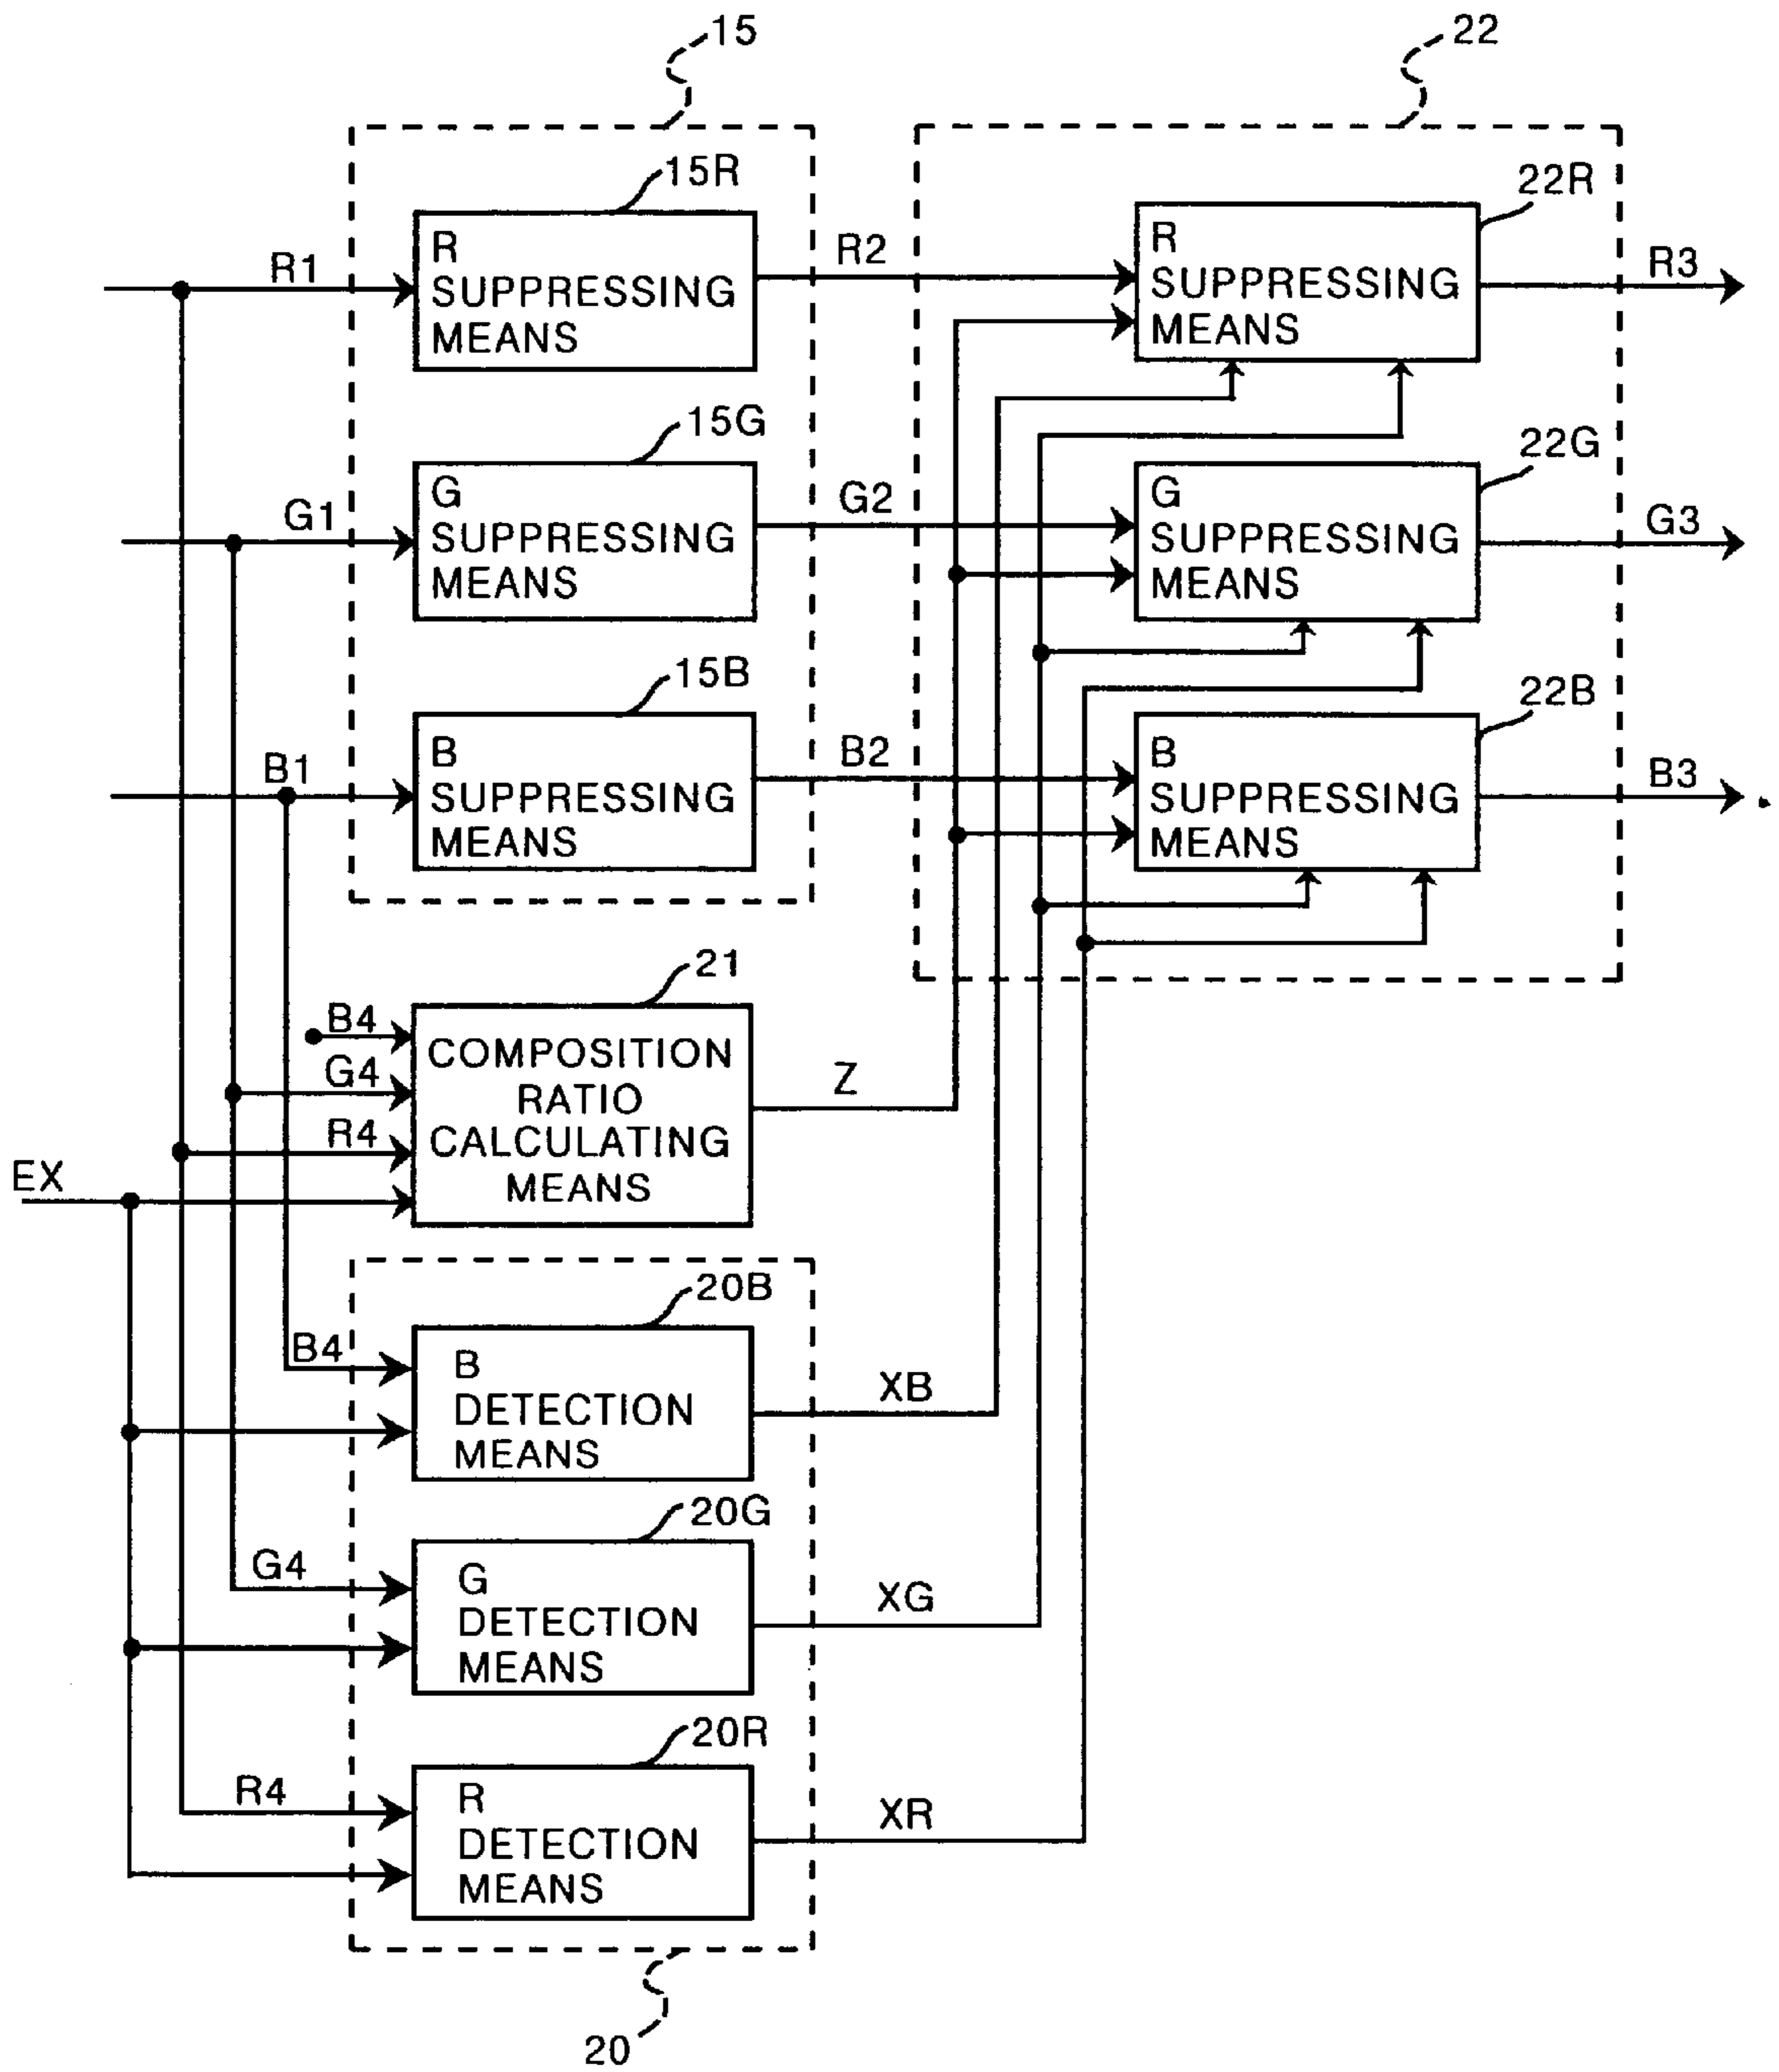 15
22
15R
22R
R1
R
SUPPRESSING
MEANS
R2
R
SUPPRESSING
MEANS
R3
15G
22G
G1
G
SUPPRESSING
MEANS
G2
G
SUPPRESSING
MEANS
G3
15B
22B
B1
B
SUPPRESSING
MEANS
B2
B
SUPPRESSING
MEANS
B3
21
B4
G4
R4
EX
COMPOSITION
RATIO
CALCULATING
MEANS
Z
20B
B4
B
DETECTION
MEANS
XB
20G
G4
G
DETECTION
MEANS
XG
20R
R4
R
DETECTION
MEANS
XR
20